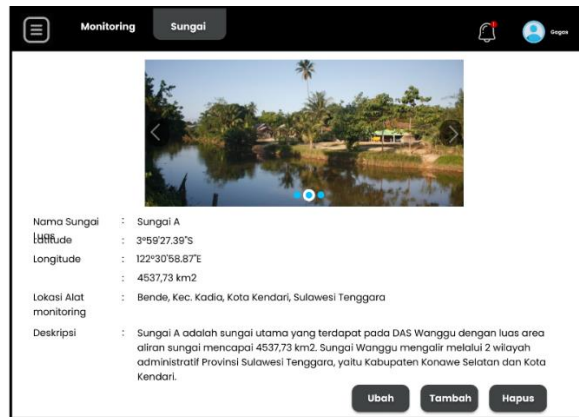 Monitoring Sungai Gagas
Nama Sungai : Sungai A
Luas
Latitude : 3°59'27.39"S
Longitude : 122°30'58.87"E
: 4537,73 km2
Lokasi Alat : Bende, Kec. Kadia, Kota Kendari, Sulawesi Tenggara
monitoring
Deskripsi : Sungai A adalah sungai utama yang terdapat pada DAS Wanggu dengan luas area
aliran sungai mencapai 4537,73 km2. Sungai Wanggu mengalir melalui 2 wilayah
administratif Provinsi Sulawesi Tenggara, yaitu Kabupaten Konawe Selatan dan Kota
Kendari.
Ubah Tambah Hapus